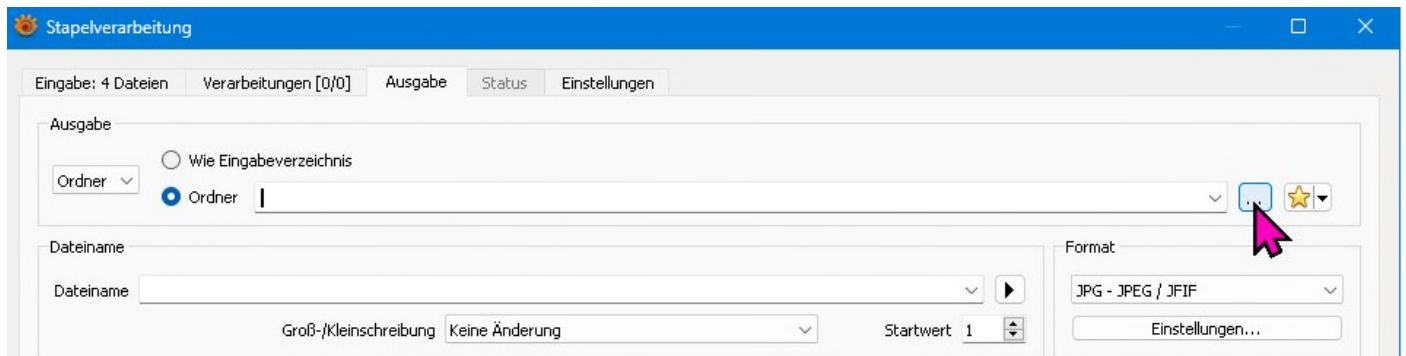 Stapelverarbeitung
Eingabe: 4 Dateien Verarbeitungen [0/0] Ausgabe Status Einstellungen
Ausgabe
Ordner
Wie Eingabeverzeichnis
Ordner ...
Dateiname
Dateiname
Groß-/Kleinschreibung Keine Änderung Startwert 1
Format
JPG - JPEG / JFIF
Einstellungen...